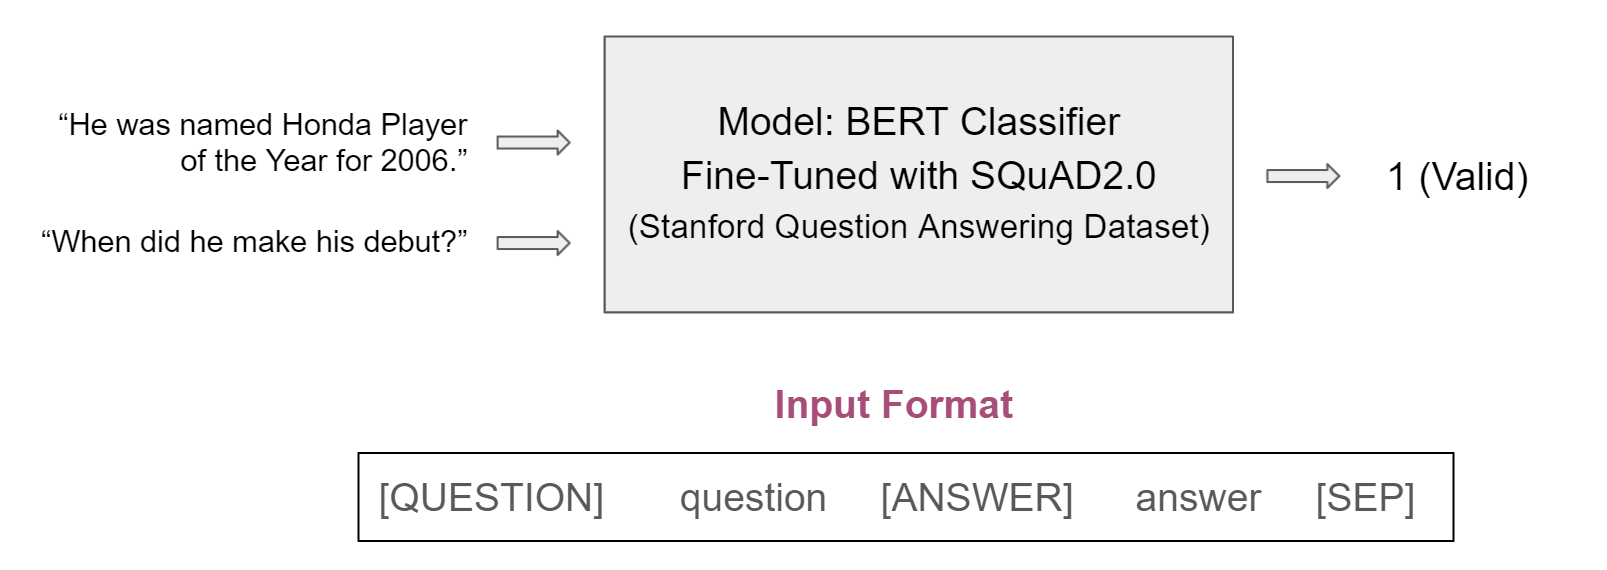 “He was named Honda Player
of the Year for 2006.”
“When did he make his debut?”
Model: BERT Classifier
Fine-Tuned with SQuAD2.0
(Stanford Question Answering Dataset)
1 (Valid)
Input Format
[QUESTION] question [ANSWER] answer [SEP]